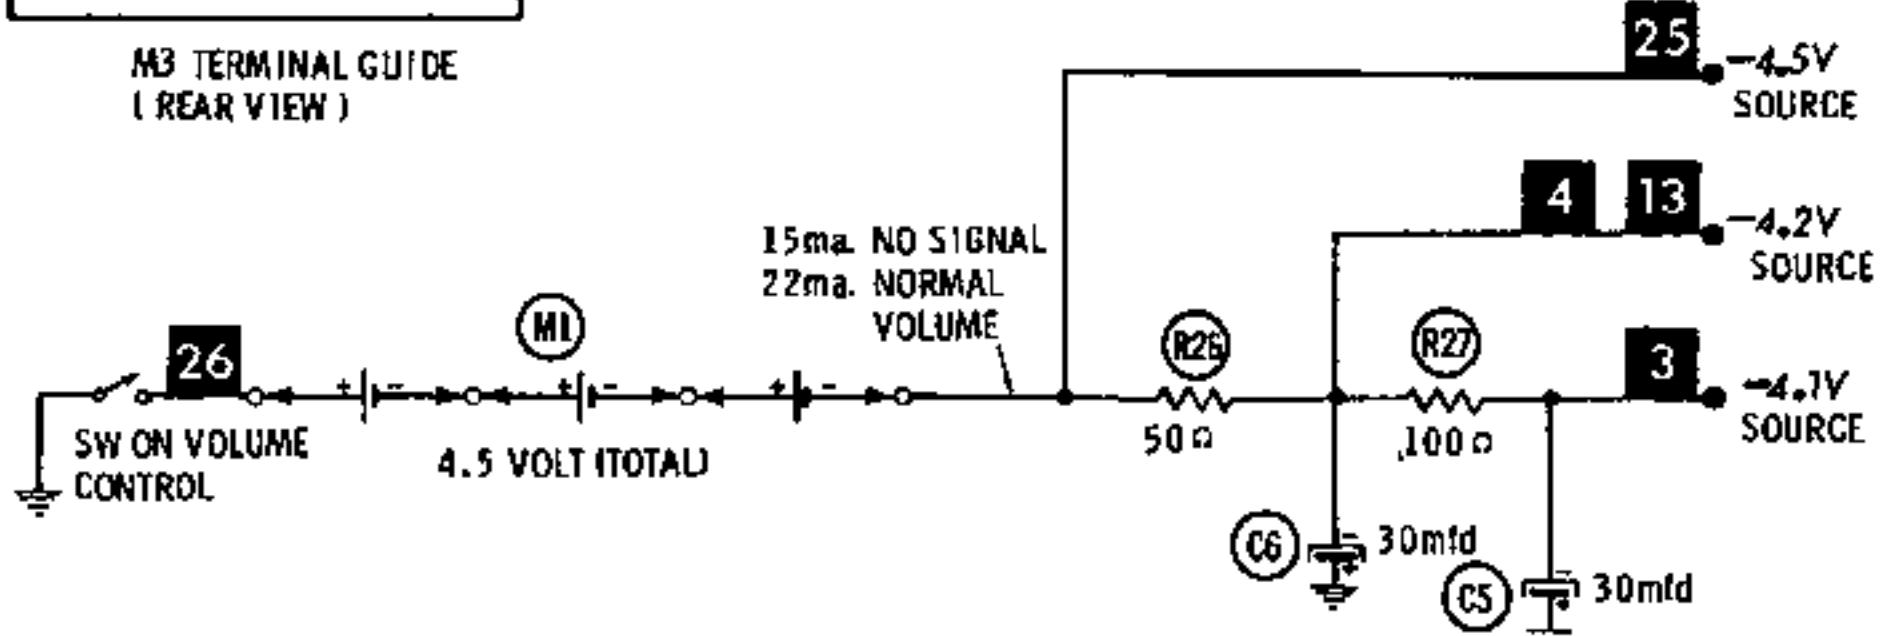 M3 TERMINAL GUIDE
(REAR VIEW)
25
-4.5V
SOURCE
4
13
-4.2V
SOURCE
15ma. NO SIGNAL
22ma. NORMAL
VOLUME
26
M1
R26
R27
3
-4.1V
SOURCE
+ -
+ -
+ -
50Ω
100Ω
SW ON VOLUME
CONTROL
4.5 VOLT (TOTAL)
C6
-
+
30mfd
C5
-
+
30mfd